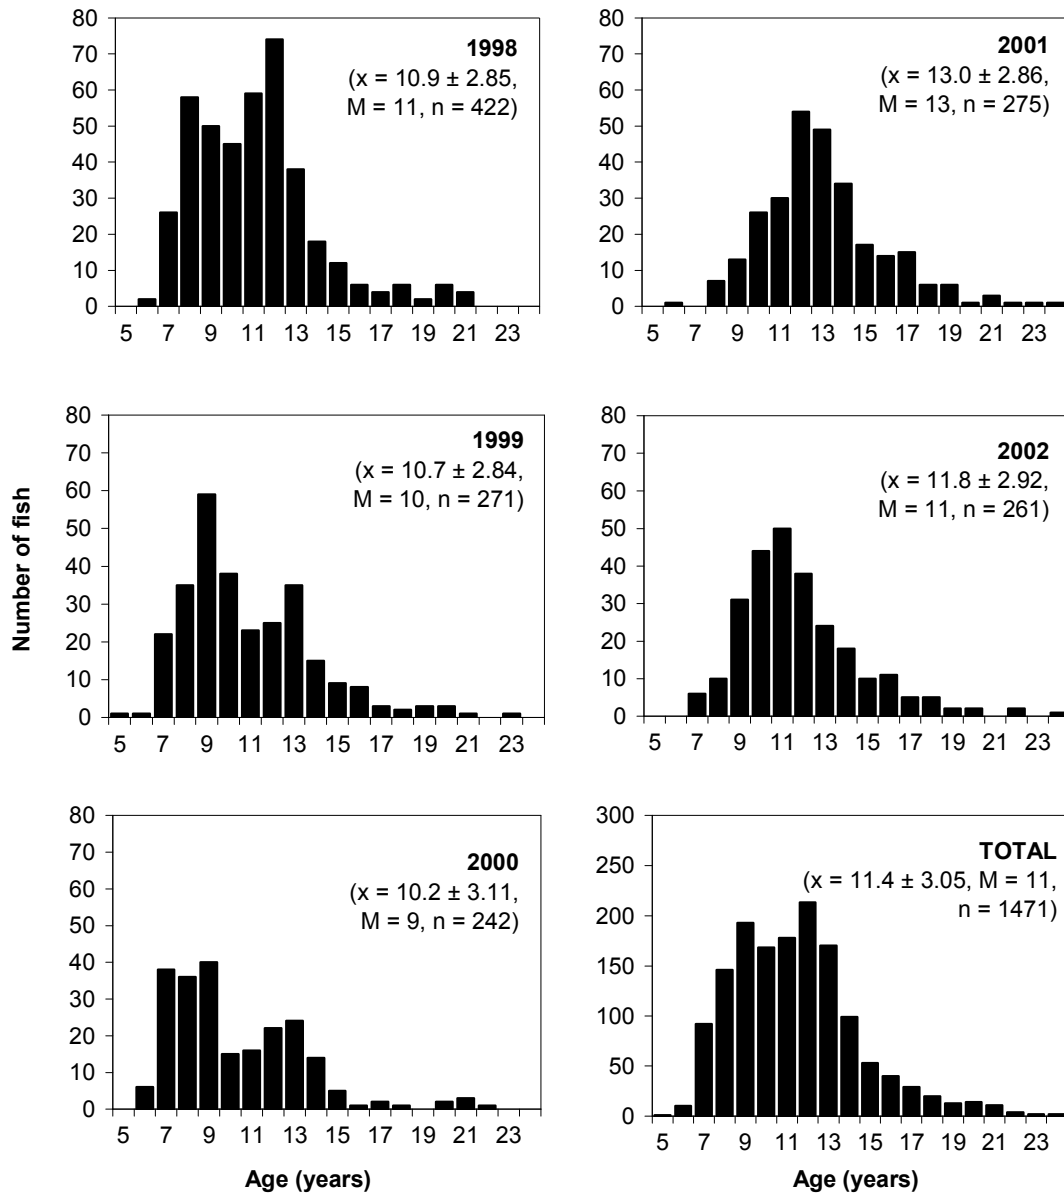 80
70
60
50
40
30
20
10
0
1998
(x = 10.9 ± 2.85,
M = 11, n = 422)
5 7 9 11 13 15 17 19 21 23
80
70
60
50
40
30
20
10
0
2001
(x = 13.0 ± 2.86,
M = 13, n = 275)
5 7 9 11 13 15 17 19 21 23
Number of fish
80
70
60
50
40
30
20
10
0
1999
(x = 10.7 ± 2.84,
M = 10, n = 271)
5 7 9 11 13 15 17 19 21 23
80
70
60
50
40
30
20
10
0
2002
(x = 11.8 ± 2.92,
M = 11, n = 261)
5 7 9 11 13 15 17 19 21 23
80
70
60
50
40
30
20
10
0
2000
(x = 10.2 ± 3.11,
M = 9, n = 242)
5 7 9 11 13 15 17 19 21 23
Age (years)
300
250
200
150
100
50
0
TOTAL
(x = 11.4 ± 3.05, M = 11,
n = 1471)
5 7 9 11 13 15 17 19 21 23
Age (years)